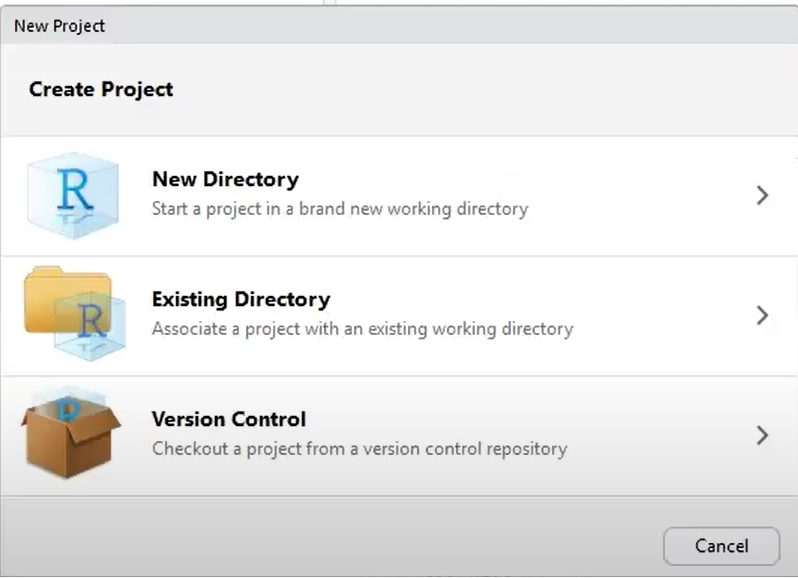 New Project
Create Project
R
New Directory
Start a project in a brand new working directory
R
Existing Directory
Associate a project with an existing working directory
R
Version Control
Checkout a project from a version control repository
Cancel